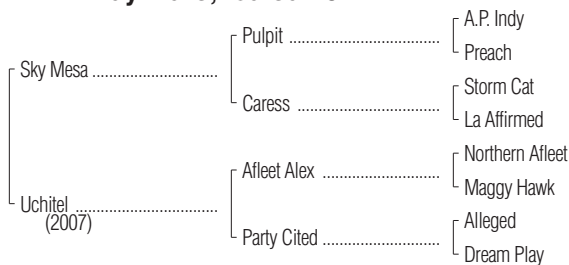 Pulpit ........................................
A.P. Indy
Preach
Sky Mesa .................................
Caress ........................................
Storm Cat
La Affirmed
Afleet Alex ................................
Northern Afleet
Maggy Hawk
Uchitel .....................................
(2007)
Party Cited .................................
Alleged
Dream Play